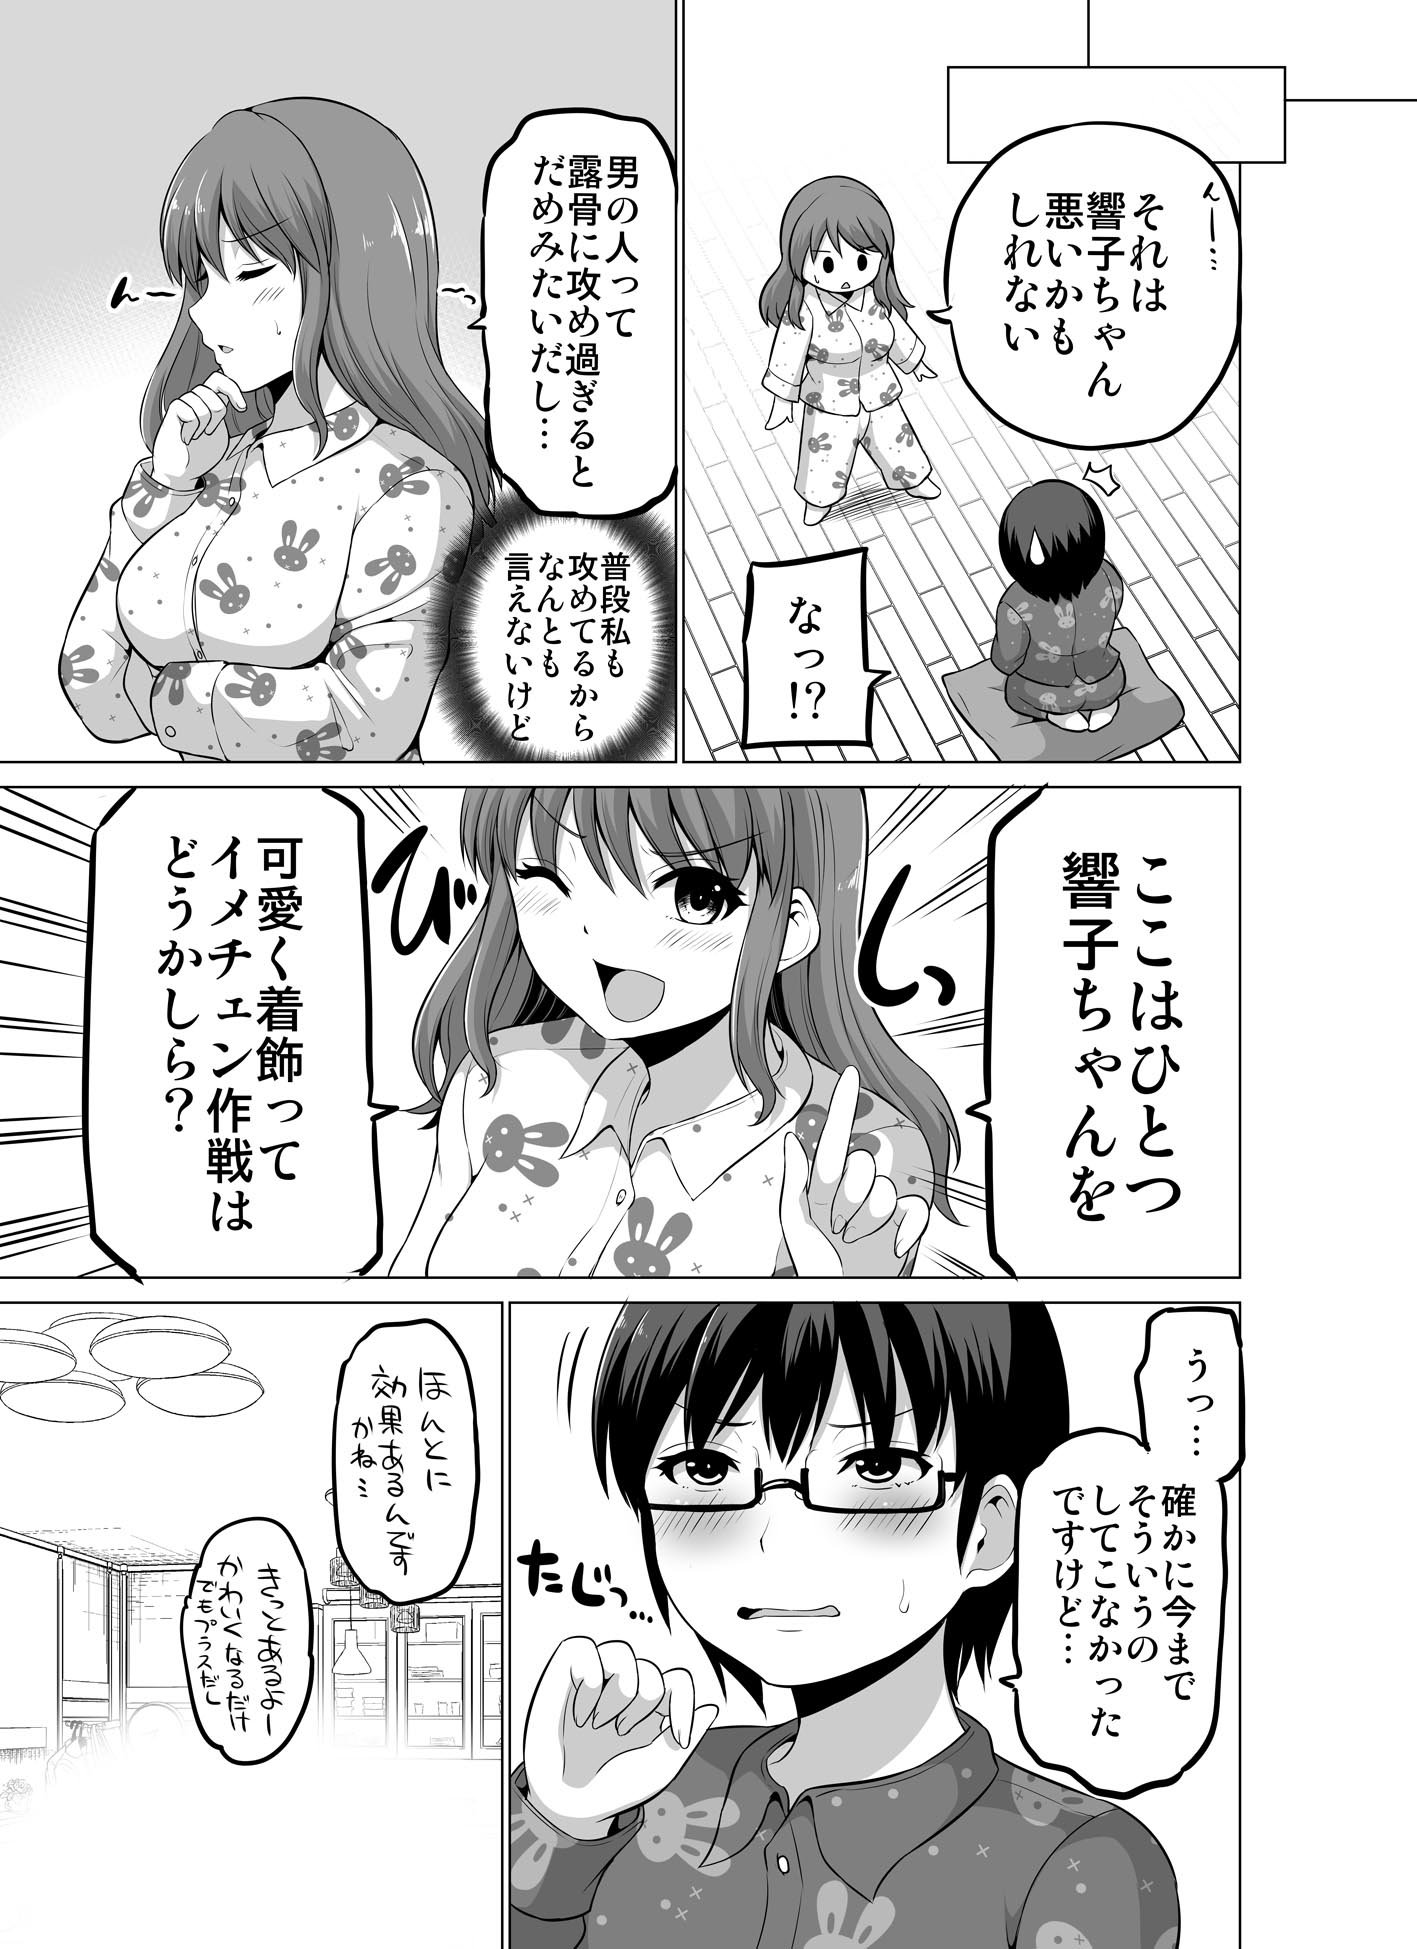 んー…
それは
響子ちゃん
悪いかも
しれない
なっ!?
男の人って
露骨に攻め過ぎると
だめみたいだし…
んー
～っ
普段私も
攻めてるから
なんとも
言えないけど
ここはひとつ
響子ちゃんを
びしっ
可愛く着飾って
イメチェン作戦は
どうかしら?
うっ…
確かに今まで
そういうの
してこなかった
ですけど…
たじっ…
ほんとに
効果あるんです
かね…
きっとあるよー
かわいくなるだけ
でもプラスだし